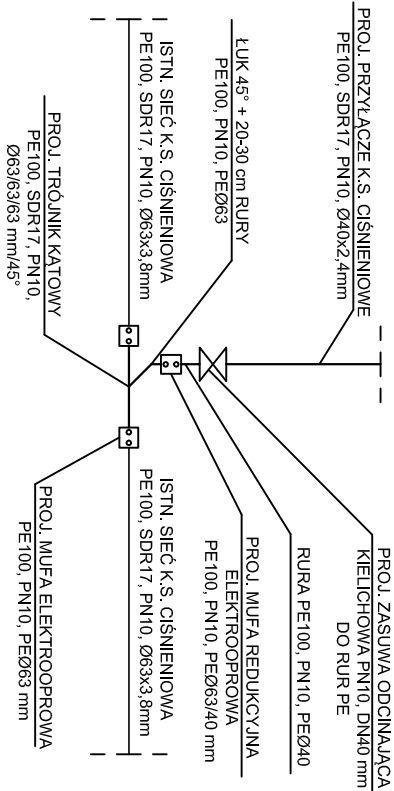 PROJ. PRZYŁĄCZE K.S. CIŚNIENIOWE
PE100, SDR17, PN10, Ø40x2,4mm
PROJ. ZASUWA ODCINAJĄCA
KIELICHOWA PN10, DN40 mm
DO RUR PE
RURA PE100, PN10, PEØ40
ŁUK 45° + 20-30 cm RURY
PE100, PN10, PEØ63
PROJ. MUFA REDUKCYJNA
ELEKTROOPROWA
PE100, PN10, PEØ63/40 mm
ISTN. SIEĆ K.S. CIŚNIENIOWA
PE100, SDR17, PN10, Ø63x3,8mm
ISTN. SIEĆ K.S. CIŚNIENIOWA
PE100, SDR17, PN10, Ø63x3,8mm
PROJ. TRÓJNIK KĄTOWY
PE100, SDR17, PN10,
Ø63/63/63 mm/45°
PROJ. MUFA ELEKTROOPROWA
PE100, PN10, PEØ63 mm